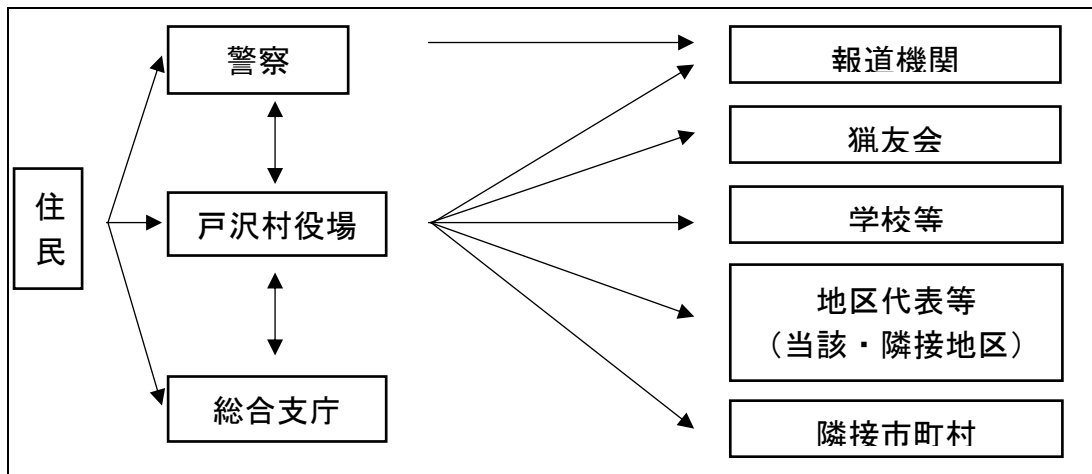 警察
報道機関
猟友会
住民
戸沢村役場
学校等
地区代表等
（当該・隣接地区）
総合支庁
隣接市町村